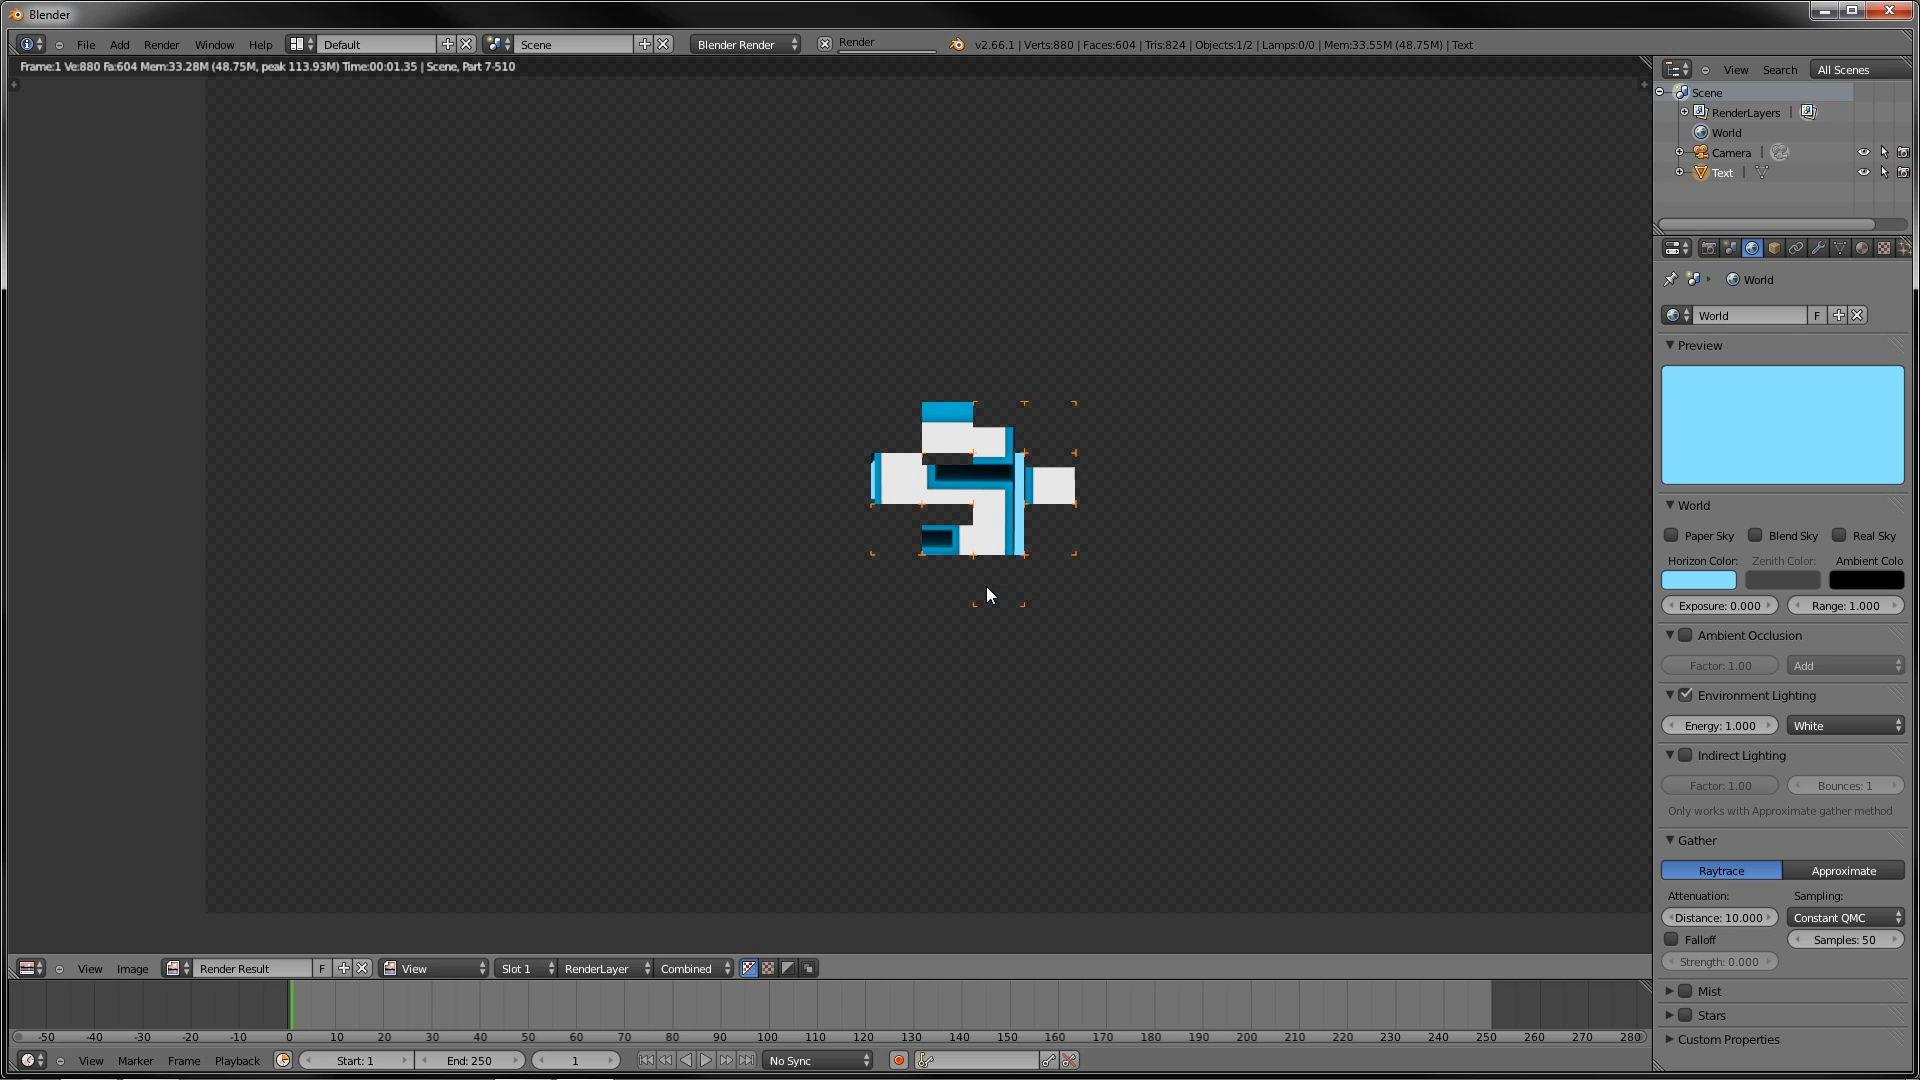 Blender
File Add Render Window Help Default Scene Blender Render Render v2.66.1 | Verts:880 | Faces:604 | Tris:824 | Objects:1/2 | Lamps:0/0 | Mem:33.55M (48.75M) | Text
Frame:1 Ve:880 Fa:604 Mem:33.28M (48.75M, peak 113.93M) Time:00:01.35 | Scene, Part 7-510
View Search All Scenes
Scene
RenderLayers
World
Camera
Text
World
World F
Preview
World
Paper Sky Blend Sky Real Sky
Horizon Color: Zenith Color: Ambient Colo
Exposure: 0.000 Range: 1.000
Ambient Occlusion
Factor: 1.00 Add
Environment Lighting
Energy: 1.000 White
Indirect Lighting
Factor: 1.00 Bounces: 1
Only works with Approximate gather method
Gather
Raytrace Approximate
Attenuation: Sampling:
Distance: 10.000 Constant QMC
Falloff Samples: 50
Strength: 0.000
Mist
Stars
Custom Properties
View Image Render Result F View Slot 1 RenderLayer Combined
-50 -40 -30 -20 -10 0 10 20 30 40 50 60 70 80 90 100 110 120 130 140 150 160 170 180 190 200 210 220 230 240 250 260 270 280
View Marker Frame Playback Start: 1 End: 250 1 No Sync